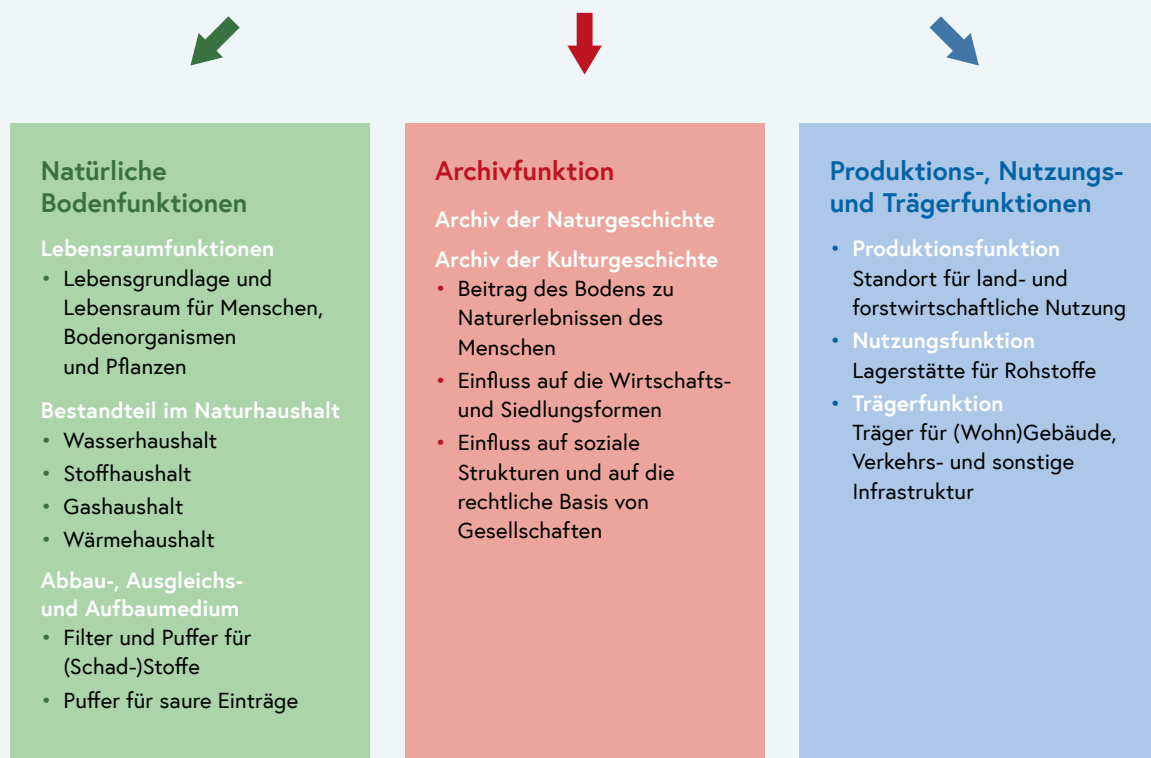 Natürliche
Bodenfunktionen
Lebensraumfunktionen
• Lebensgrundlage und
Lebensraum für Menschen,
Bodenorganismen
und Pflanzen
Bestandteil im Naturhaushalt
• Wasserhaushalt
• Stoffhaushalt
• Gashaushalt
• Wärmehaushalt
Abbau-, Ausgleichs-
und Aufbaumedium
• Filter und Puffer für
(Schad-)Stoffe
• Puffer für saure Einträge
Archivfunktion
Archiv der Naturgeschichte
Archiv der Kulturgeschichte
• Beitrag des Bodens zu
Naturerlebnissen des
Menschen
• Einfluss auf die Wirtschafts-
und Siedlungsformen
• Einfluss auf soziale
Strukturen und auf die
rechtliche Basis von
Gesellschaften
Produktions-, Nutzungs-
und Trägerfunktionen
• Produktionsfunktion
Standort für land- und
forstwirtschaftliche Nutzung
• Nutzungsfunktion
Lagerstätte für Rohstoffe
• Trägerfunktion
Träger für (Wohn)Gebäude,
Verkehrs- und sonstige
Infrastruktur